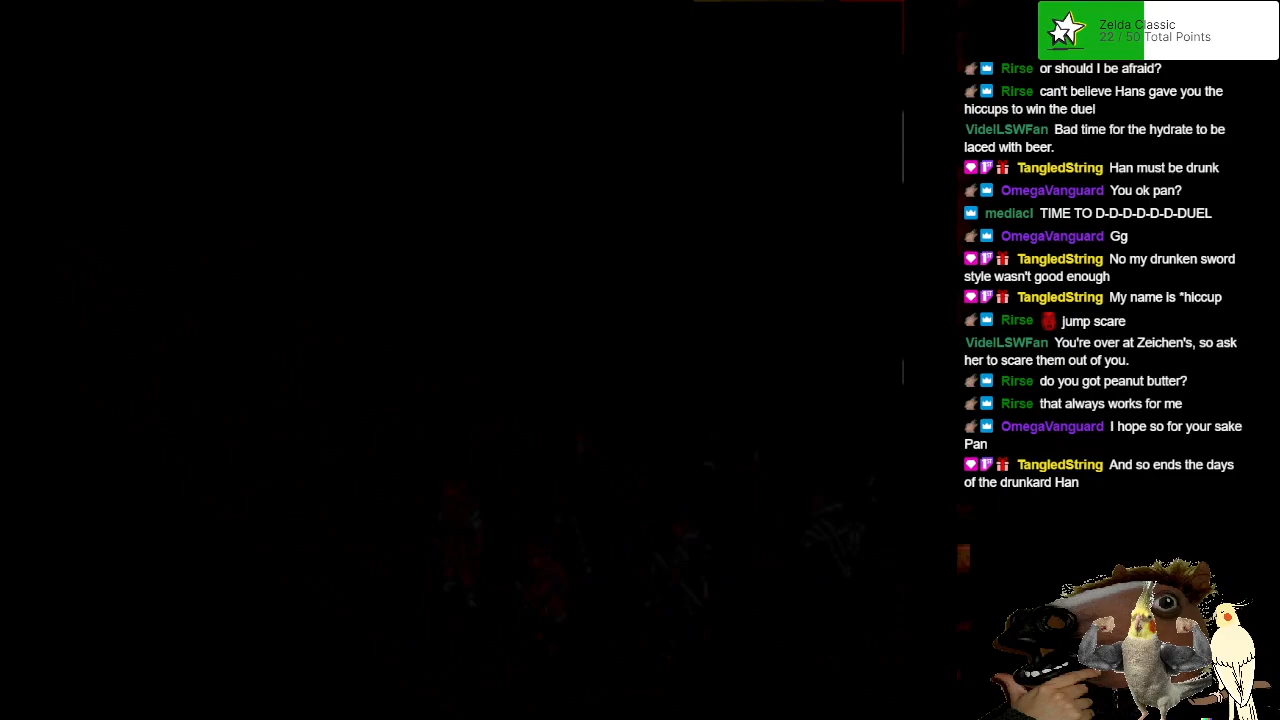 Zelda Classic
22 / 50 Total Points
Rirse or should I be afraid?
Rirse can't believe Hans gave you the
hiccups to win the duel
VidelLSWFan Bad time for the hydrate to be
laced with beer.
TangledString Han must be drunk
OmegaVanguard You ok pan?
mediacl TIME TO D-D-D-D-D-D-DUEL
OmegaVanguard Gg
TangledString No my drunken sword
style wasn't good enough
TangledString My name is *hiccup
Rirse jump scare
VidelLSWFan You're over at Zeichen's, so ask
her to scare them out of you.
Rirse do you got peanut butter?
Rirse that always works for me
OmegaVanguard I hope so for your sake
Pan
TangledString And so ends the days
of the drunkard Han